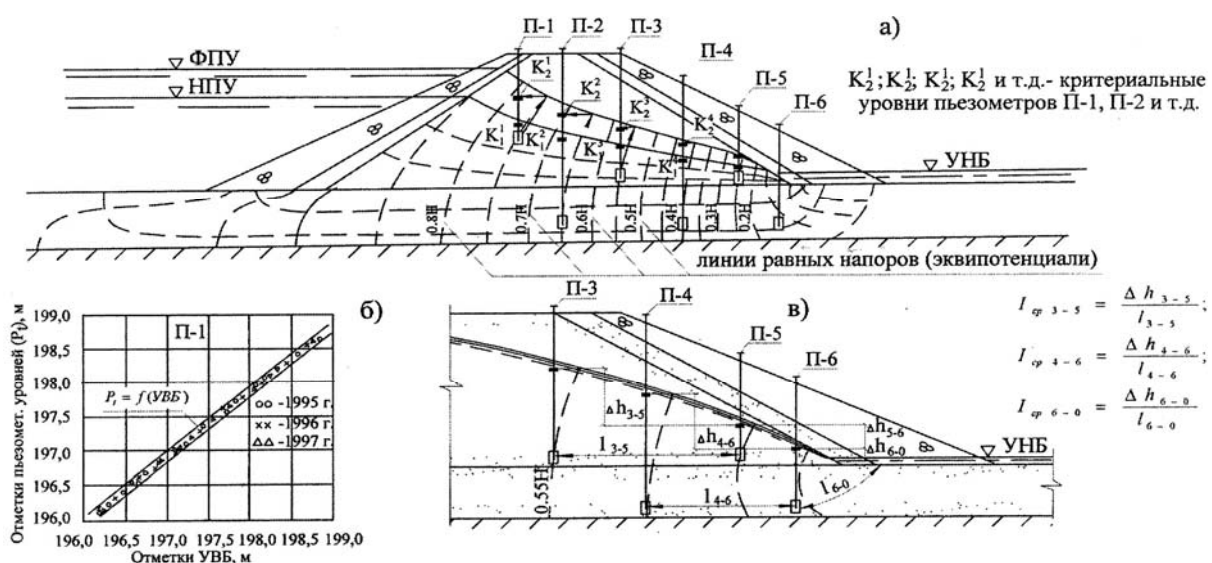 П-1 П-2 П-3
а)
П-4
ФПУ
НПУ
K₂¹ K₂² K₂³ K₂⁴
П-5
П-6
K₂¹; K₂¹; K₂¹; K₂¹ и т.д.- критериальные
уровни пьезометров П-1, П-2 и т.д.
K₁¹ K₁² K₁³ K₁⁴
I
УНБ
0.8H 0.7H 0.6H 0.5H 0.4H 0.3H 0.2H
линии равных напоров (эквипотенциали)
б)
Отметки пьезомет. уровней (Pᵢ), м
199,0
198,5
198,0
197,5
197,0
196,5
196,0
П-1
Pᵢ = f(УВБ)
оо -1995 г.
хх -1996 г.
ΔΔ -1997 г.
196,0 196,5 197,0 197,5 198,0 198,5 199,0
Отметки УВБ, м
в)
П-3
П-4
П-5
П-6
Δh₃₋₅
Δh₄₋₆
Δh₅₋₆
Δh₆₋₀
l₃₋₅
l₄₋₆
l₆₋₀
0.55H
УНБ
I ср 3-5 = Δ h 3-5 / l 3-5 ;
I ср 4-6 = Δ h 4-6 / l 4-6 ;
I ср 6-0 = Δ h 6-0 / l 6-0